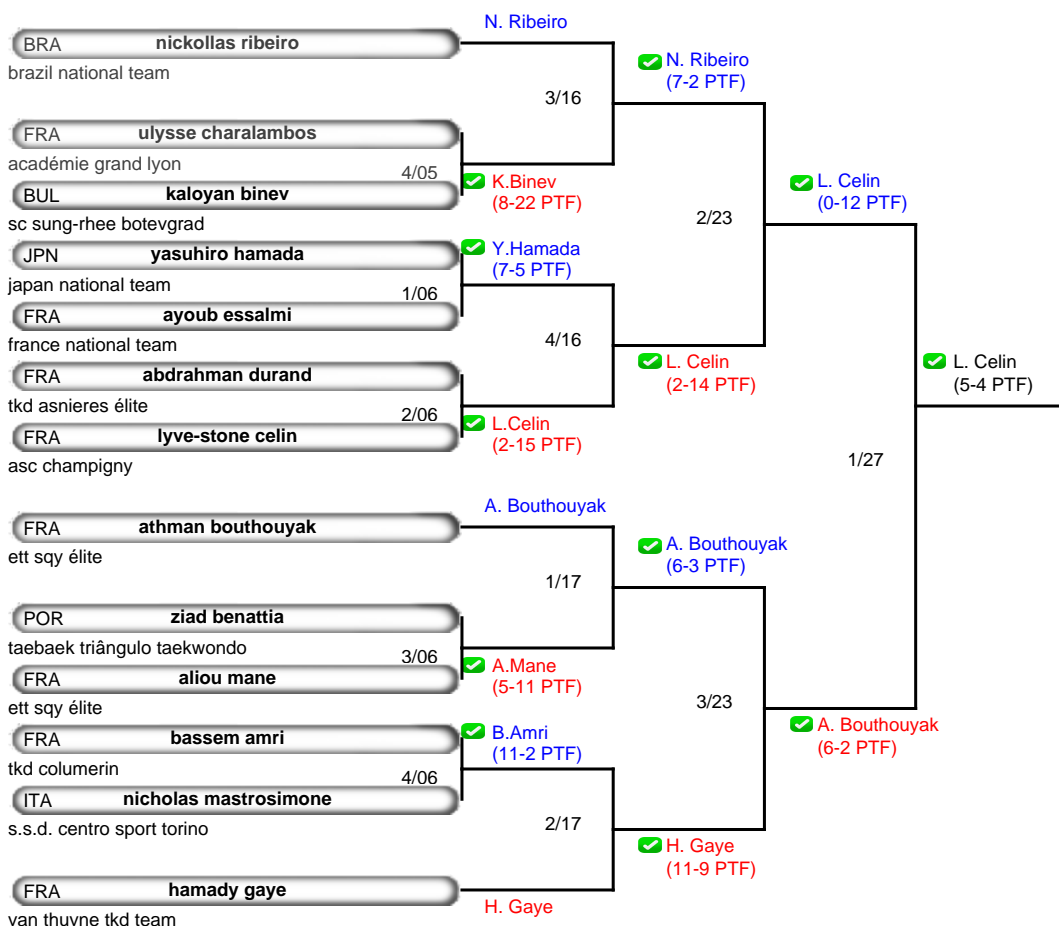 N. Ribeiro
BRA nickollas ribeiro
brazil national team
N. Ribeiro
(7-2 PTF)
3/16
FRA ulysse charalambos
académie grand lyon
4/05
K.Binev
(8-22 PTF)
BUL kaloyan binev
sc sung-rhee botevgrad
L. Celin
(0-12 PTF)
2/23
JPN yasuhiro hamada
japan national team
Y.Hamada
(7-5 PTF)
1/06
FRA ayoub essalmi
france national team
4/16
L. Celin
(2-14 PTF)
L. Celin
(5-4 PTF)
FRA abdrahman durand
tkd asnieres élite
2/06
L.Celin
(2-15 PTF)
FRA lyve-stone celin
asc champigny
1/27
A. Bouthouyak
FRA athman bouthouyak
ett sqy élite
A. Bouthouyak
(6-3 PTF)
1/17
POR ziad benattia
taebaek triângulo taekwondo
3/06
A.Mane
(5-11 PTF)
FRA aliou mane
ett sqy élite
3/23
A. Bouthouyak
(6-2 PTF)
FRA bassem amri
tkd columerin
B.Amri
(11-2 PTF)
4/06
ITA nicholas mastrosimone
s.s.d. centro sport torino
2/17
H. Gaye
(11-9 PTF)
FRA hamady gaye
van thuyne tkd team
H. Gaye